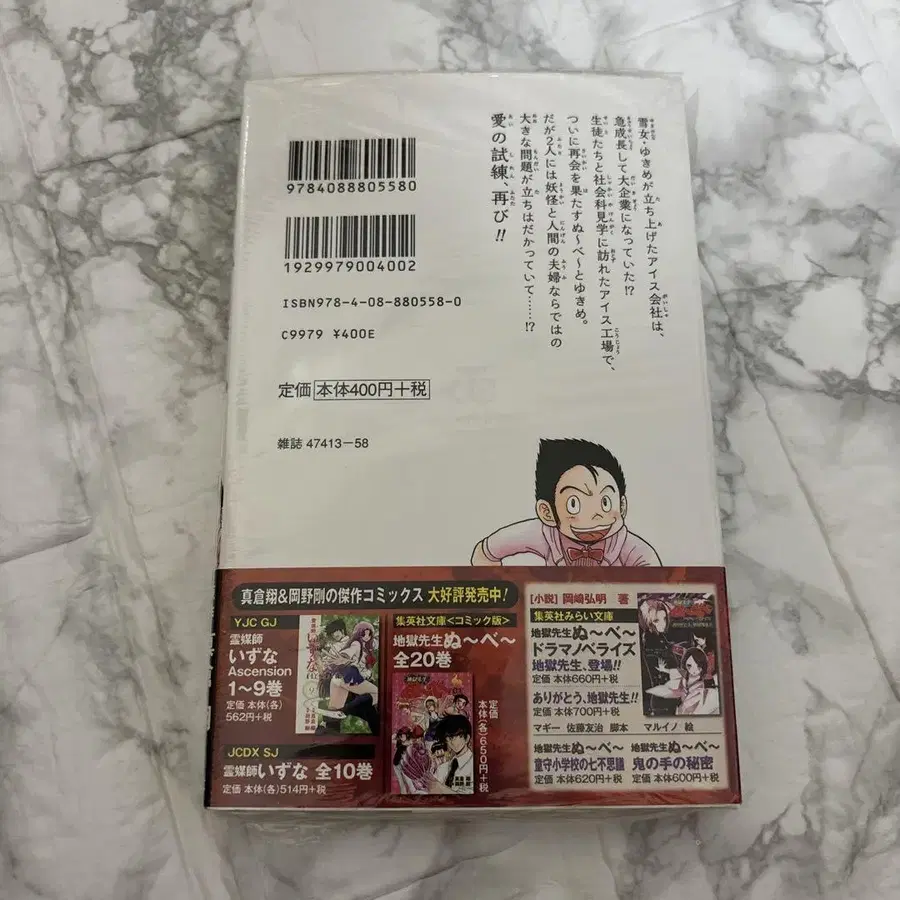 雪女・ゆきめが立ち上げたアイス会社は、
急成長して大企業になっていた!?
生徒たちと社会科見学に訪れたアイス工場で、
ついに再会を果たすぬ〜べ〜とゆきめ。
だが2人には妖怪と人間の夫婦ならではの
大きな問題が立ちはだかっていて……!?
愛の試練、再び!!
9784088805580
1929979004002
ISBN978-4-08-880558-0
C9979 ¥400E
定価 本体400円+税
雑誌 47413-58
真倉翔&岡野剛の傑作コミックス 大好評発売中!
YJC GJ
霊媒師
いずな
Ascension
1〜9巻
定価 本体(各)
562円+税
JCDX SJ
霊媒師いずな 全10巻
定価 本体(各)514円+税
集英社文庫<コミック版>
地獄先生ぬ〜べ〜
全20巻
定価
本体(各)650円+税
[小説] 岡崎弘明 著
集英社みらい文庫
地獄先生ぬ〜べ〜
ドラマノベライズ
地獄先生、登場!!
定価 本体660円+税
ありがとう、地獄先生!!
定価 本体700円+税
マギー 佐藤友治 脚本 マルイノ 絵
地獄先生ぬ〜べ〜
童守小学校の七不思議
定価 本体620円+税
地獄先生ぬ〜べ〜
鬼の手の秘密
定価 本体600円+税